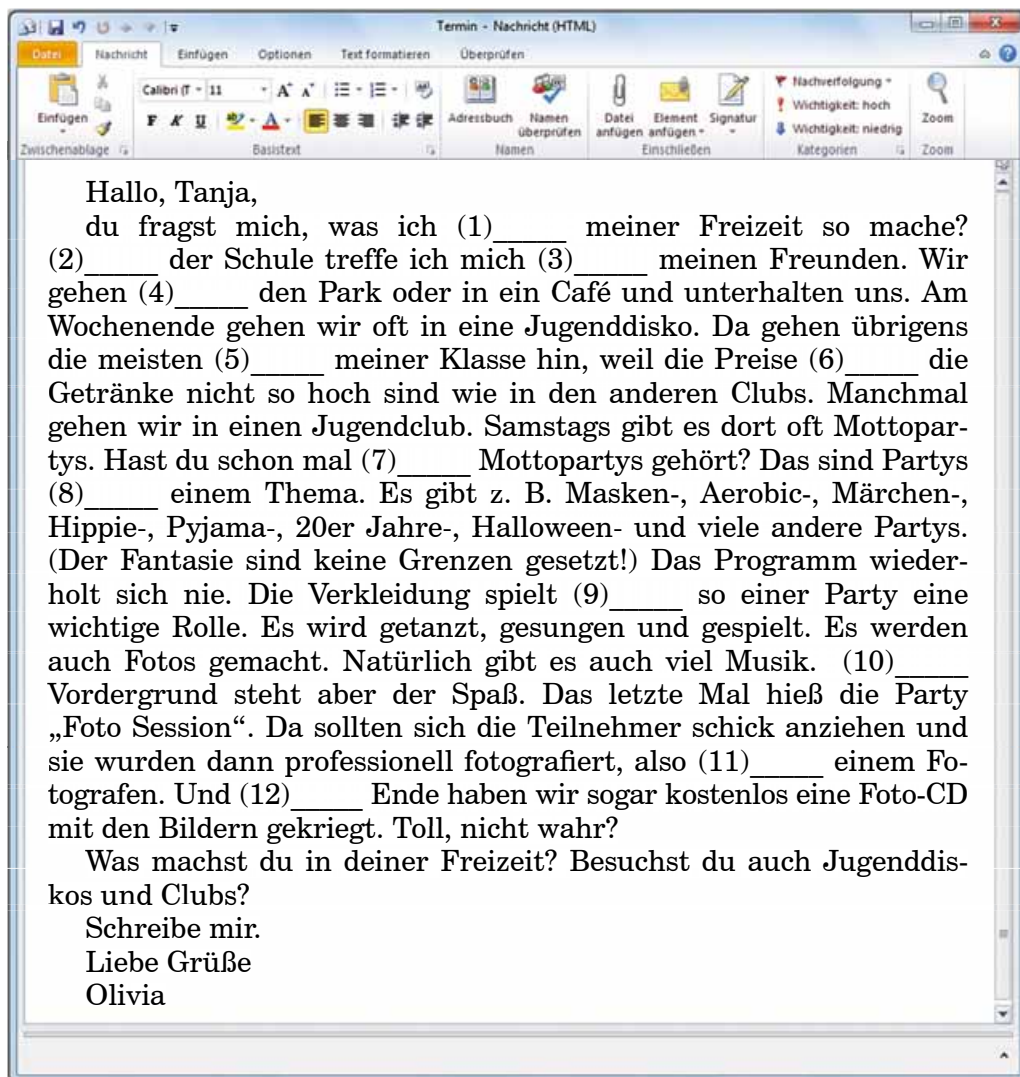 Termin - Nachricht (HTML)
Datei Nachricht Einfügen Optionen Text formatieren Überprüfen
Calibri (T 11
Nachverfolgung
Wichtigkeit: hoch
Wichtigkeit: niedrig
F K U
Einfügen Adressbuch Namen überprüfen Datei anfügen Element anfügen Signatur Zoom
Zwischenablage Basistext Namen Einschließen Kategorien Zoom
Hallo, Tanja,
du fragst mich, was ich (1)_____ meiner Freizeit so mache?
(2)_____ der Schule treffe ich mich (3)_____ meinen Freunden. Wir
gehen (4)_____ den Park oder in ein Café und unterhalten uns. Am
Wochenende gehen wir oft in eine Jugenddisko. Da gehen übrigens
die meisten (5)_____ meiner Klasse hin, weil die Preise (6)_____ die
Getränke nicht so hoch sind wie in den anderen Clubs. Manchmal
gehen wir in einen Jugendclub. Samstags gibt es dort oft Mottopar-
tys. Hast du schon mal (7)_____ Mottopartys gehört? Das sind Partys
(8)_____ einem Thema. Es gibt z. B. Masken-, Aerobic-, Märchen-,
Hippie-, Pyjama-, 20er Jahre-, Halloween- und viele andere Partys.
(Der Fantasie sind keine Grenzen gesetzt!) Das Programm wieder-
holt sich nie. Die Verkleidung spielt (9)_____ so einer Party eine
wichtige Rolle. Es wird getanzt, gesungen und gespielt. Es werden
auch Fotos gemacht. Natürlich gibt es auch viel Musik. (10)_____
Vordergrund steht aber der Spaß. Das letzte Mal hieß die Party
„Foto Session“. Da sollten sich die Teilnehmer schick anziehen und
sie wurden dann professionell fotografiert, also (11)_____ einem Fo-
tografen. Und (12)_____ Ende haben wir sogar kostenlos eine Foto-CD
mit den Bildern gekriegt. Toll, nicht wahr?
Was machst du in deiner Freizeit? Besuchst du auch Jugenddis-
kos und Clubs?
Schreibe mir.
Liebe Grüße
Olivia